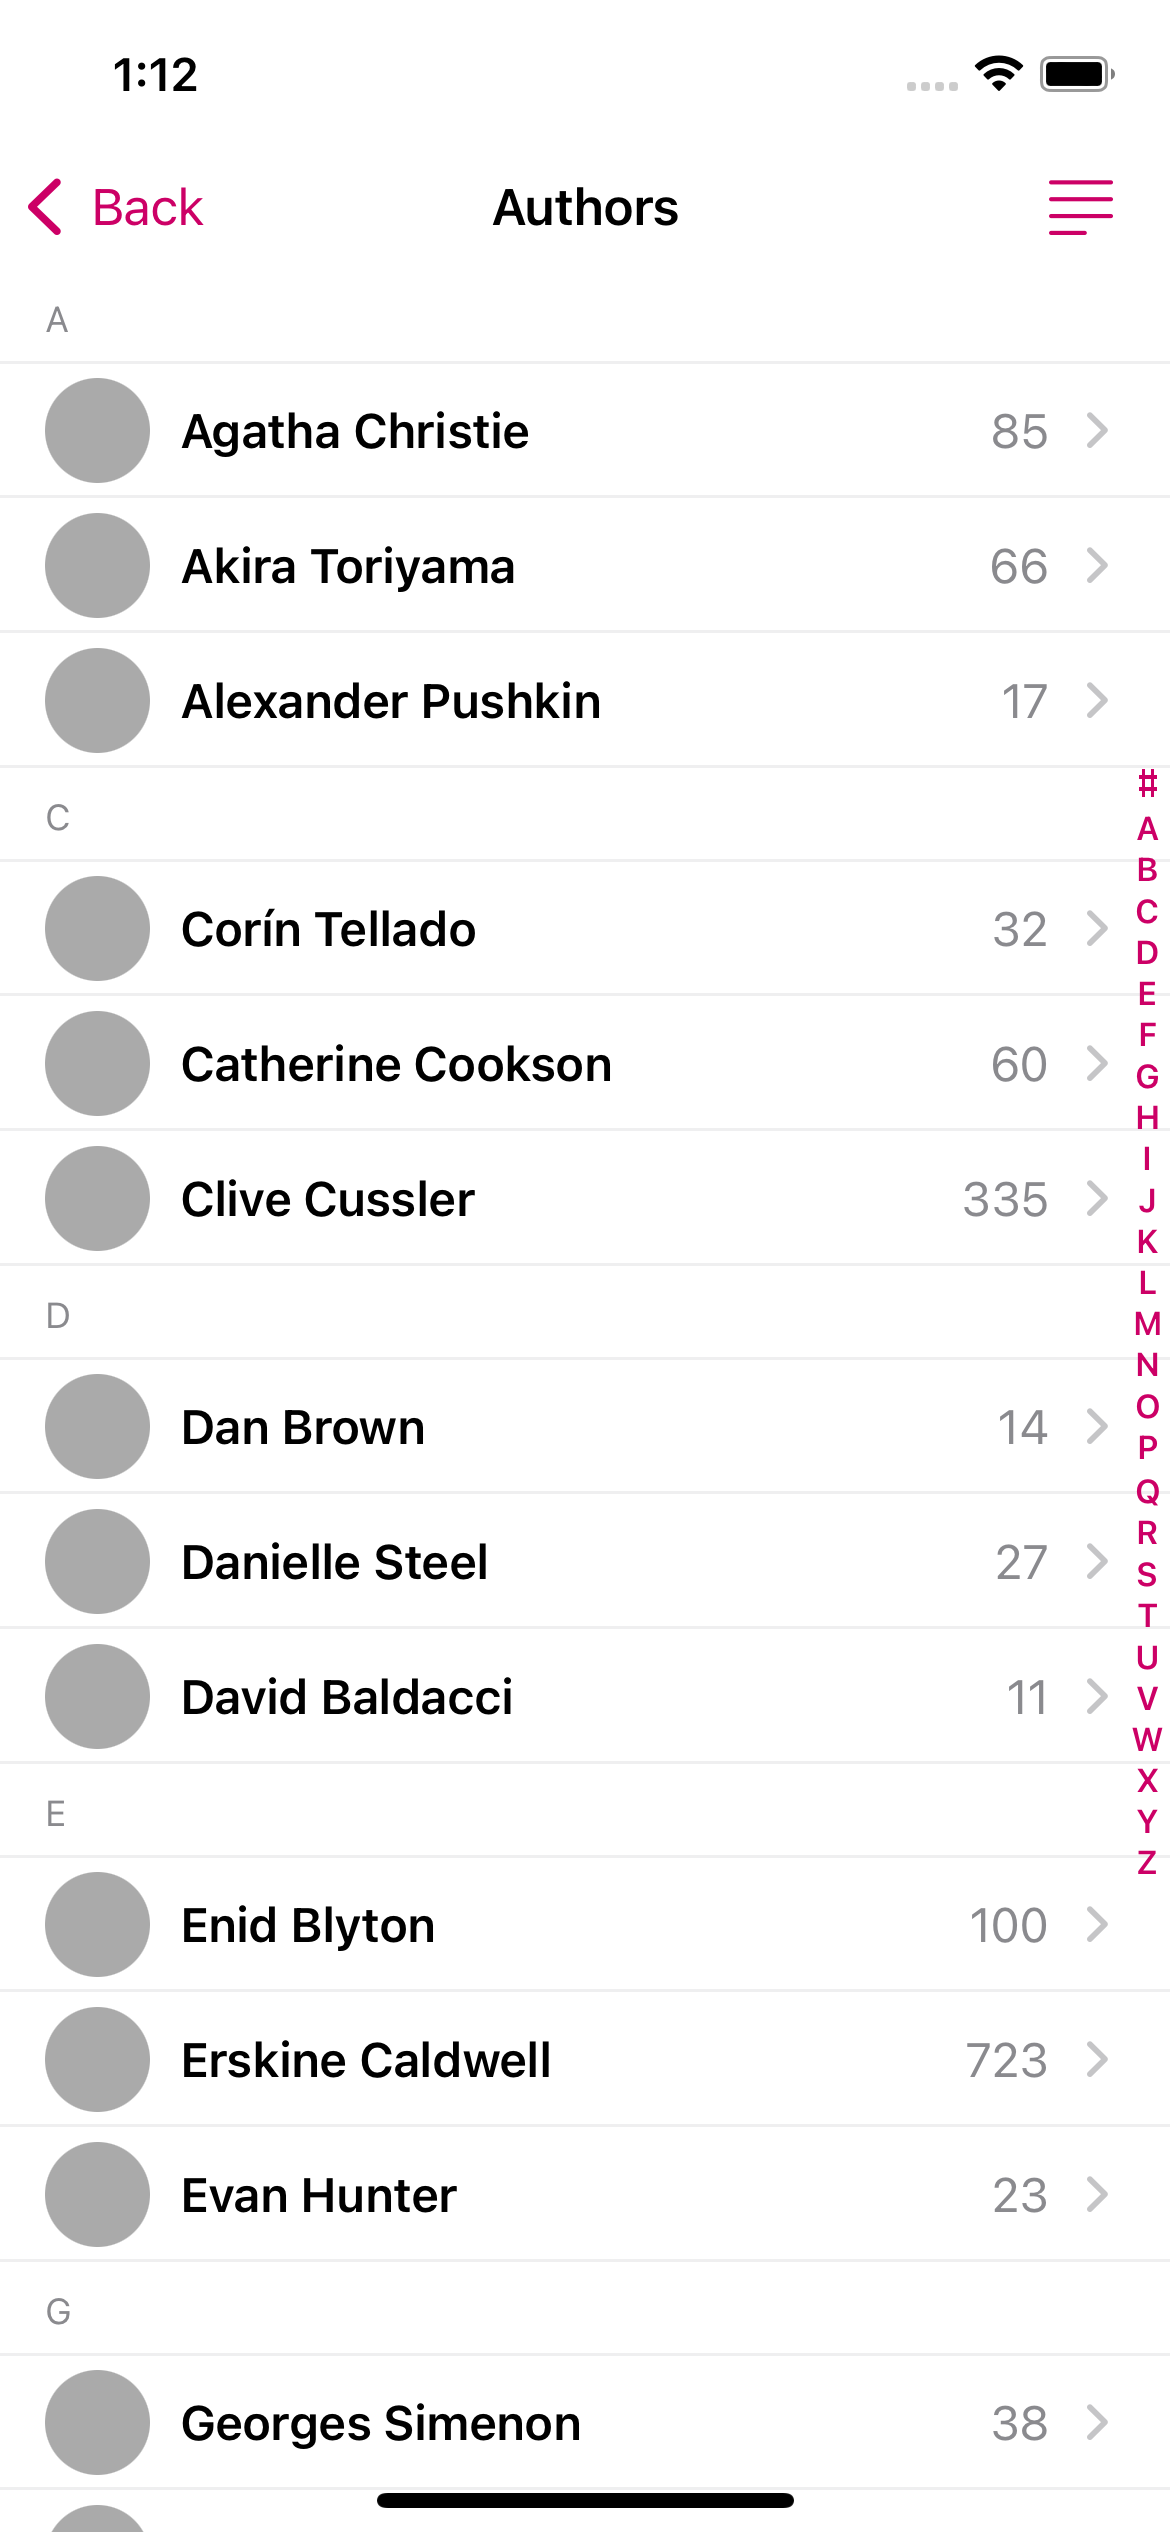 1:12
Back
Authors
A
Agatha Christie 85
Akira Toriyama 66
Alexander Pushkin 17
C
Corín Tellado 32
Catherine Cookson 60
Clive Cussler 335
D
Dan Brown 14
Danielle Steel 27
David Baldacci 11
E
Enid Blyton 100
Erskine Caldwell 723
Evan Hunter 23
G
Georges Simenon 38
#
A
B
C
D
E
F
G
H
I
J
K
L
M
N
O
P
Q
R
S
T
U
V
W
X
Y
Z